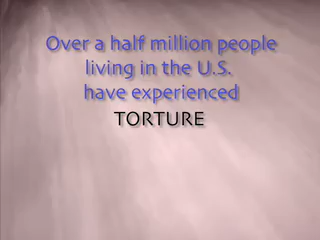 Over a half million people
living in the U.S.
have experienced
TORTURE